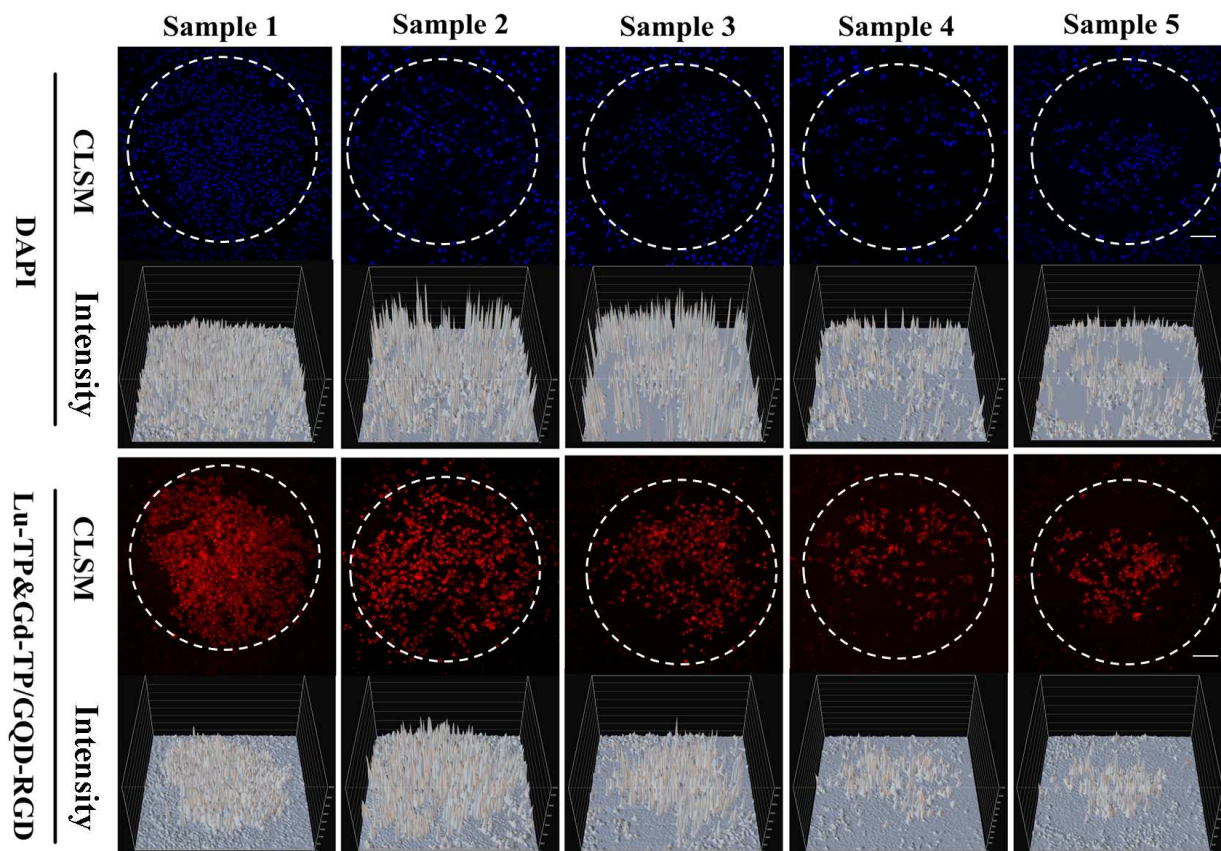 Sample 1
Sample 2
Sample 3
Sample 4
Sample 5
DAPI
CLSM
Intensity
Lu-TP&Gd-TP/GQD-RGD
CLSM
Intensity